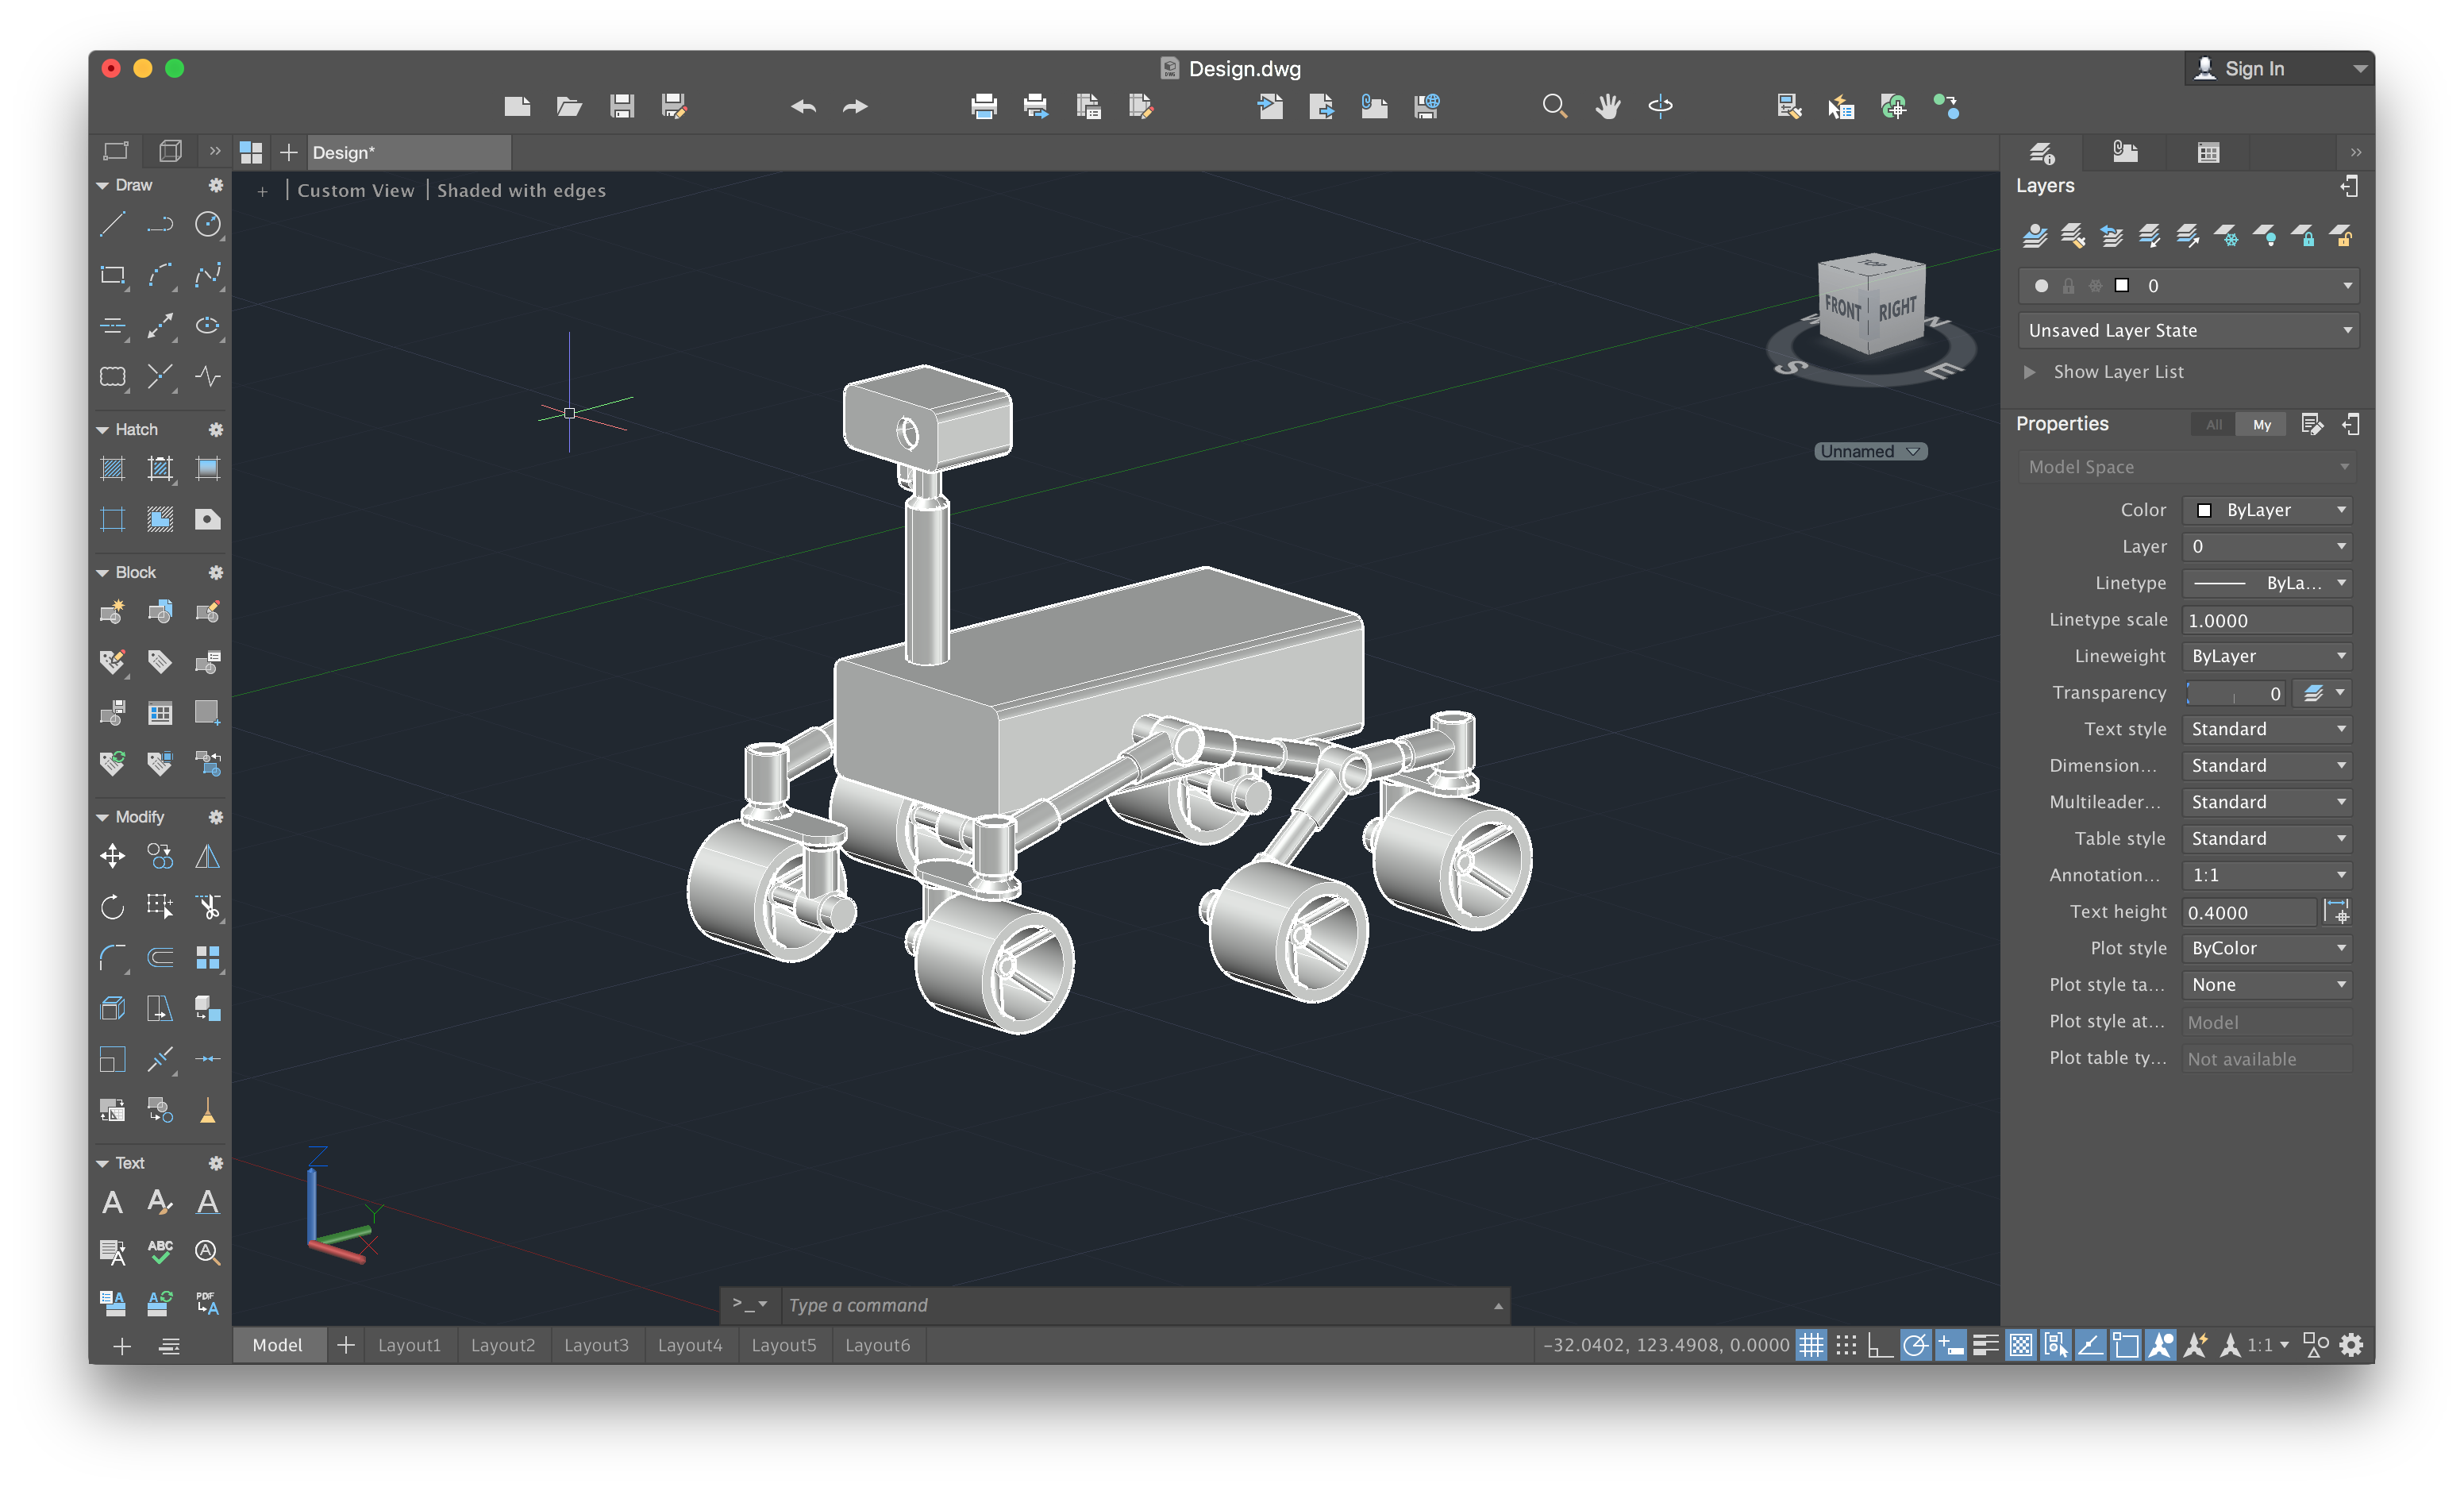 Design.dwg
Sign In
Design*
+ | Custom View | Shaded with edges
Draw
Hatch
Block
Modify
Text
ABC
PDF
TOP
FRONT
RIGHT
S
E
Unnamed
Z
Y
X
Layers
0
Unsaved Layer State
Show Layer List
Properties
All
My
Model Space
Color ByLayer
Layer 0
Linetype ByLa...
Linetype scale 1.0000
Lineweight ByLayer
Transparency 0
Text style Standard
Dimension... Standard
Multileader... Standard
Table style Standard
Annotation... 1:1
Text height 0.4000
Plot style ByColor
Plot style ta... None
Plot style at... Model
Plot table ty... Not available
>_ Type a command
Model
Layout1
Layout2
Layout3
Layout4
Layout5
Layout6
-32.0402, 123.4908, 0.0000
1:1